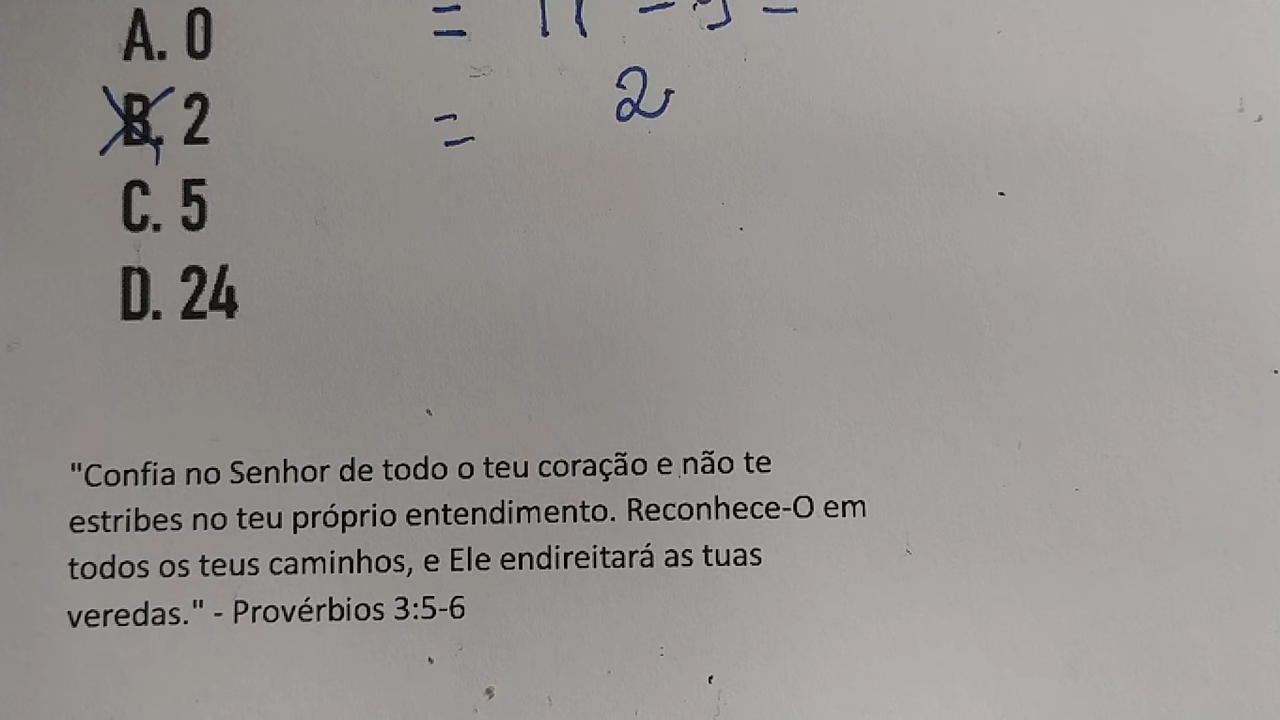 A. 0
B. 2 = 2
C. 5
D. 24
"Confia no Senhor de todo o teu coração e não te
estribes no teu próprio entendimento. Reconhece-O em
todos os teus caminhos, e Ele endireitará as tuas
veredas." - Provérbios 3:5-6